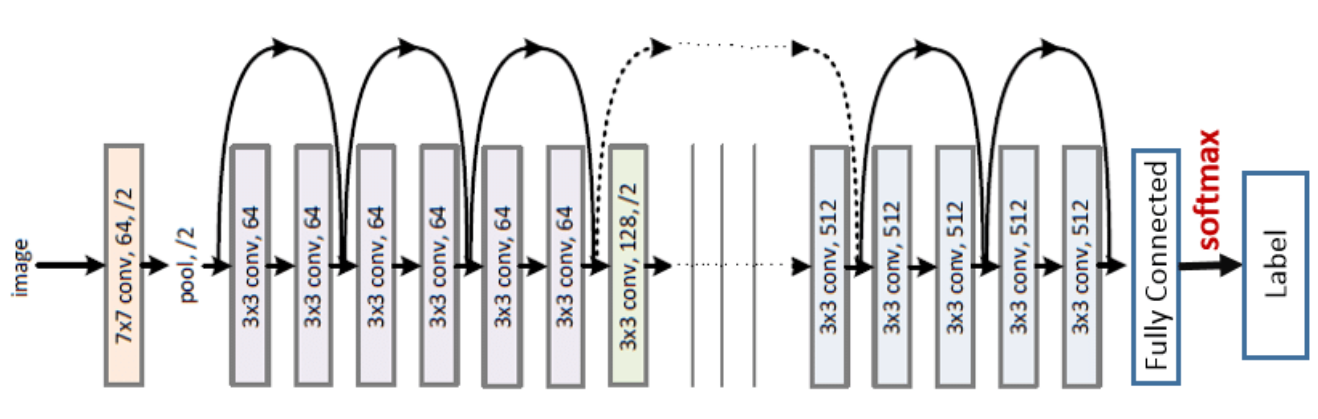 image
7x7 conv, 64, /2
pool, /2
3x3 conv, 64
3x3 conv, 64
3x3 conv, 64
3x3 conv, 64
3x3 conv, 64
3x3 conv, 64
3x3 conv, 128, /2
3x3 conv, 512
3x3 conv, 512
3x3 conv, 512
3x3 conv, 512
3x3 conv, 512
Fully Connected
softmax
Label